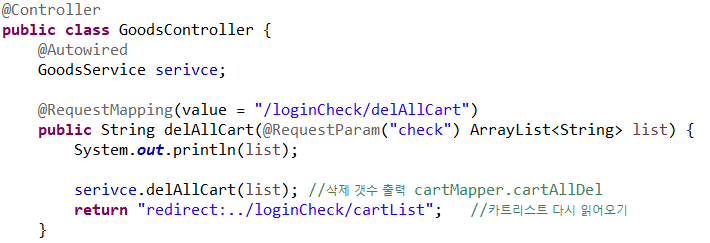 @Controller
public class GoodsController {
    @Autowired
    GoodsService serivce;

    @RequestMapping(value = "/loginCheck/delAllCart")
    public String delAllCart(@RequestParam("check") ArrayList<String> list) {
        System.out.println(list);

        serivce.delAllCart(list); //삭제 갯수 출력 cartMapper.cartAllDel
        return "redirect:../loginCheck/cartList";   //카트리스트 다시 읽어오기
    }